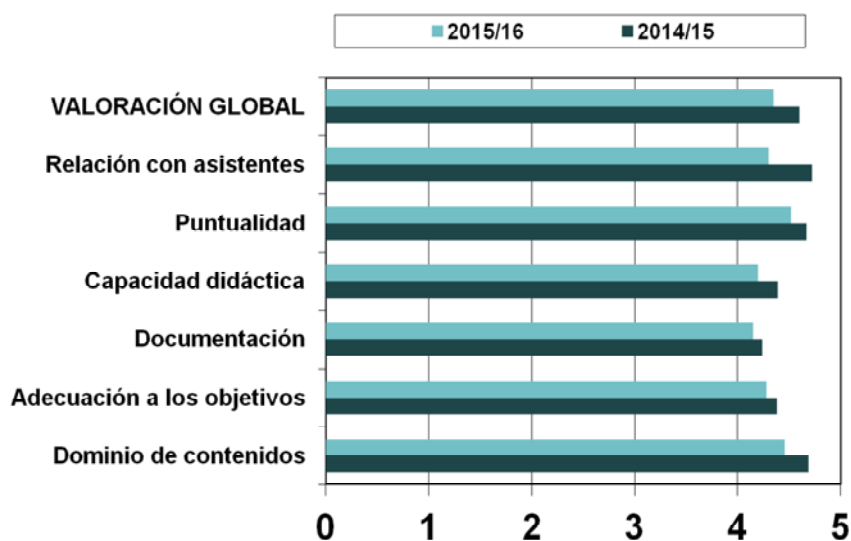 2015/16 2014/15
VALORACIÓN GLOBAL
Relación con asistentes
Puntualidad
Capacidad didáctica
Documentación
Adecuación a los objetivos
Dominio de contenidos
0 1 2 3 4 5